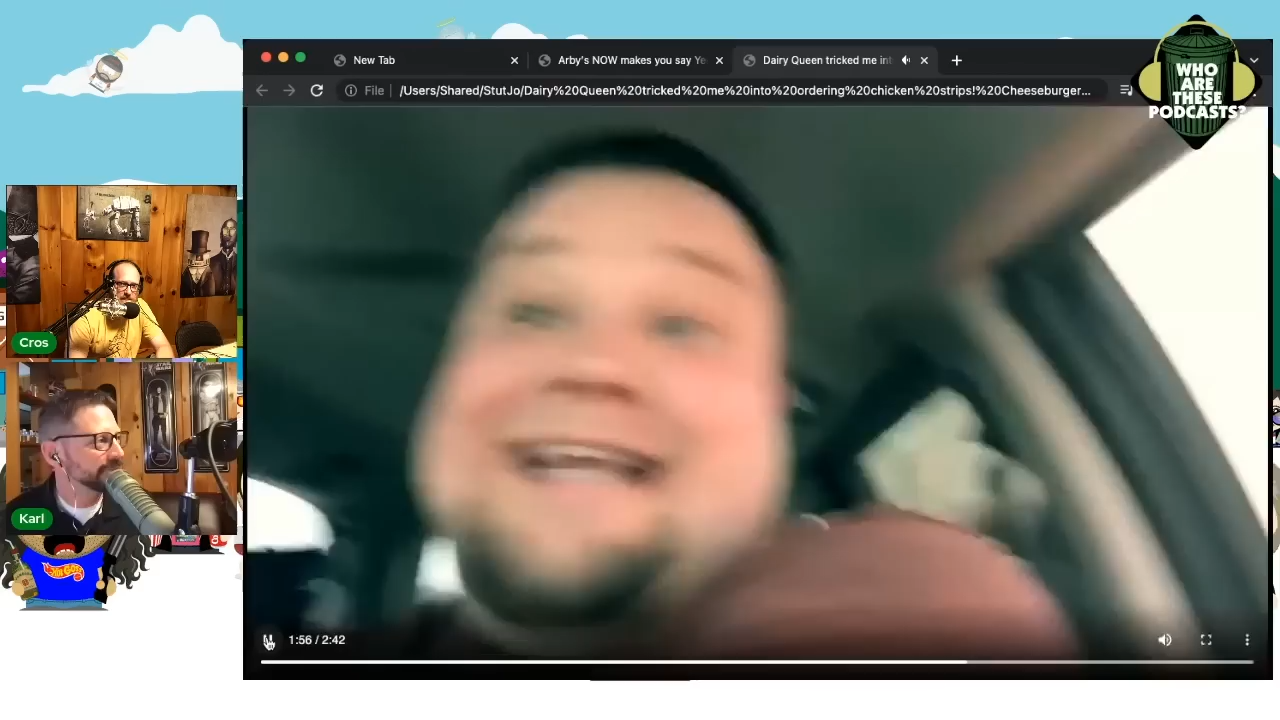 New Tab
Arby's NOW makes you say Ye
Dairy Queen tricked me int
File
/Users/Shared/StutJo/Dairy%20Queen%20tricked%20me%20into%20ordering%20chicken%20strips!%20Cheeseburger...
WHO
ARE
THESE
PODCASTS?
Cros
Karl
1:56 / 2:42